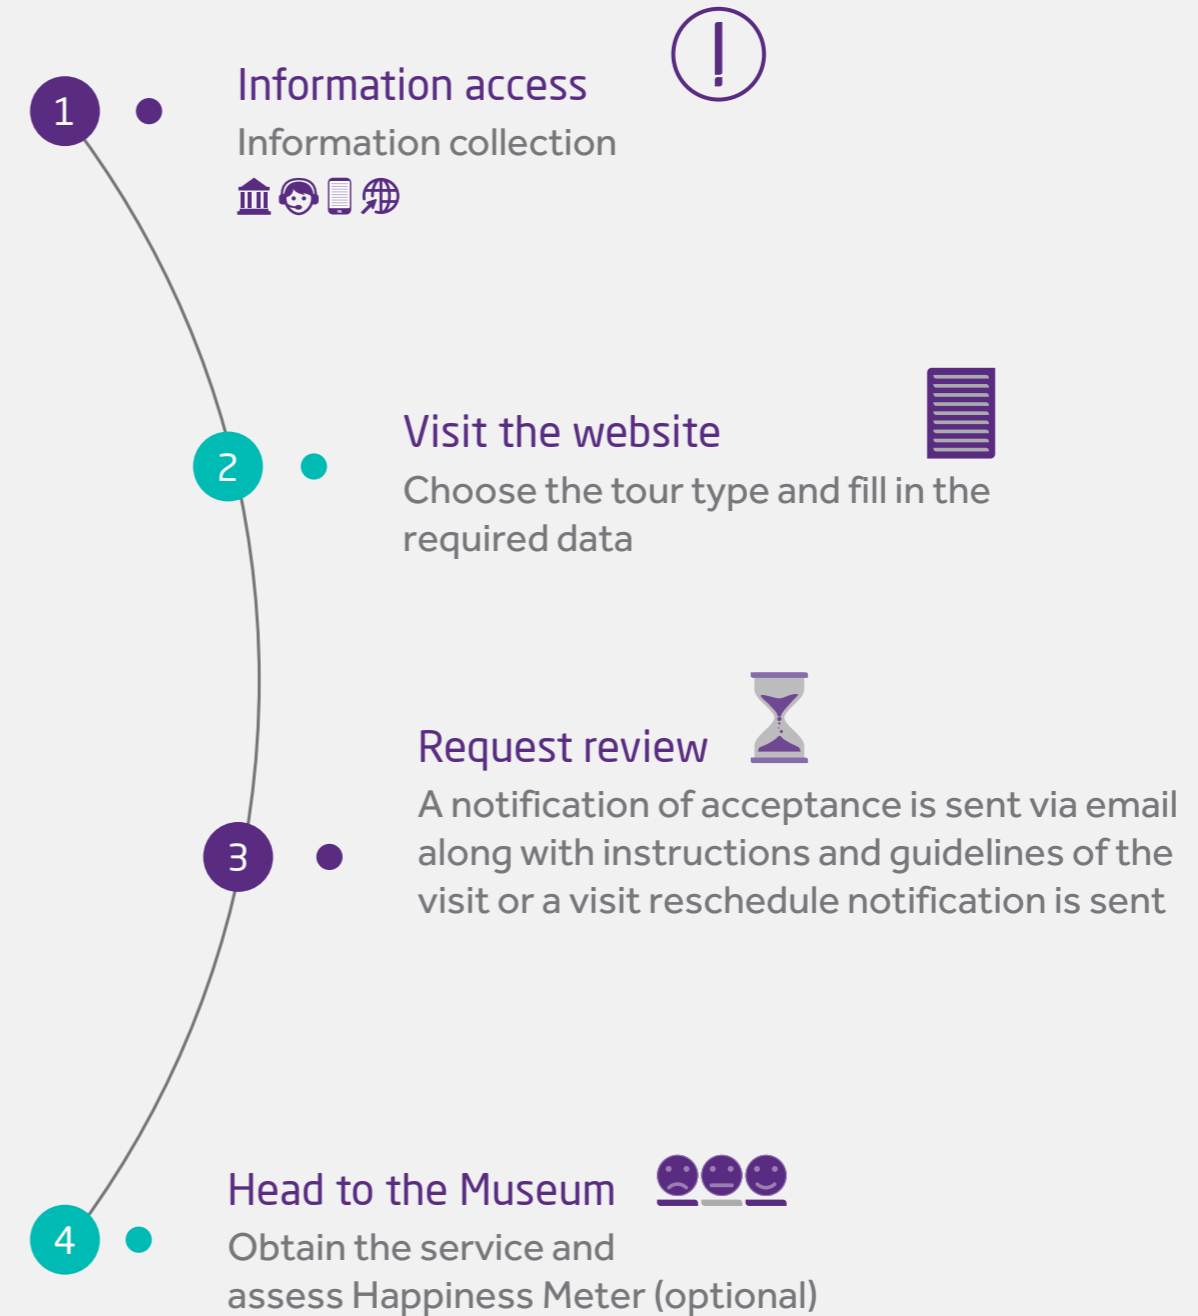 1
Information access
Information collection
2
Visit the website
Choose the tour type and fill in the
required data
3
Request review
A notification of acceptance is sent via email
along with instructions and guidelines of the
visit or a visit reschedule notification is sent
4
Head to the Museum
Obtain the service and
assess Happiness Meter (optional)